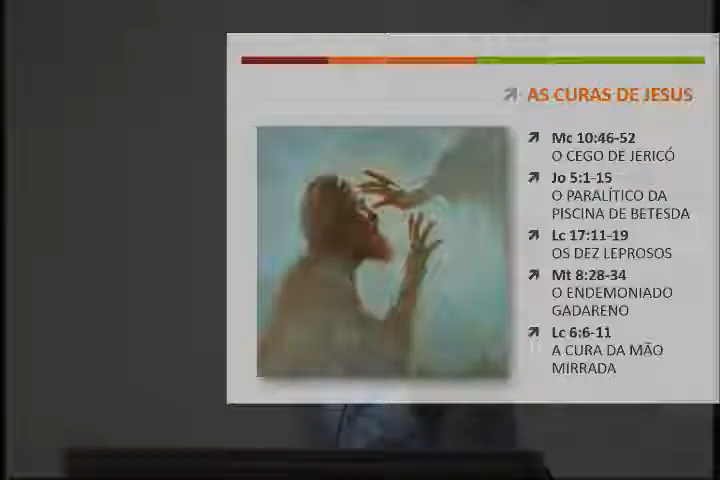 AS CURAS DE JESUS
Mc 10:46-52
O CEGO DE JERICÓ
Jo 5:1-15
O PARALÍTICO DA
PISCINA DE BETESDA
Lc 17:11-19
OS DEZ LEPROSOS
Mt 8:28-34
O ENDEMONIADO
GADARENO
Lc 6:6-11
A CURA DA MÃO
MIRRADA